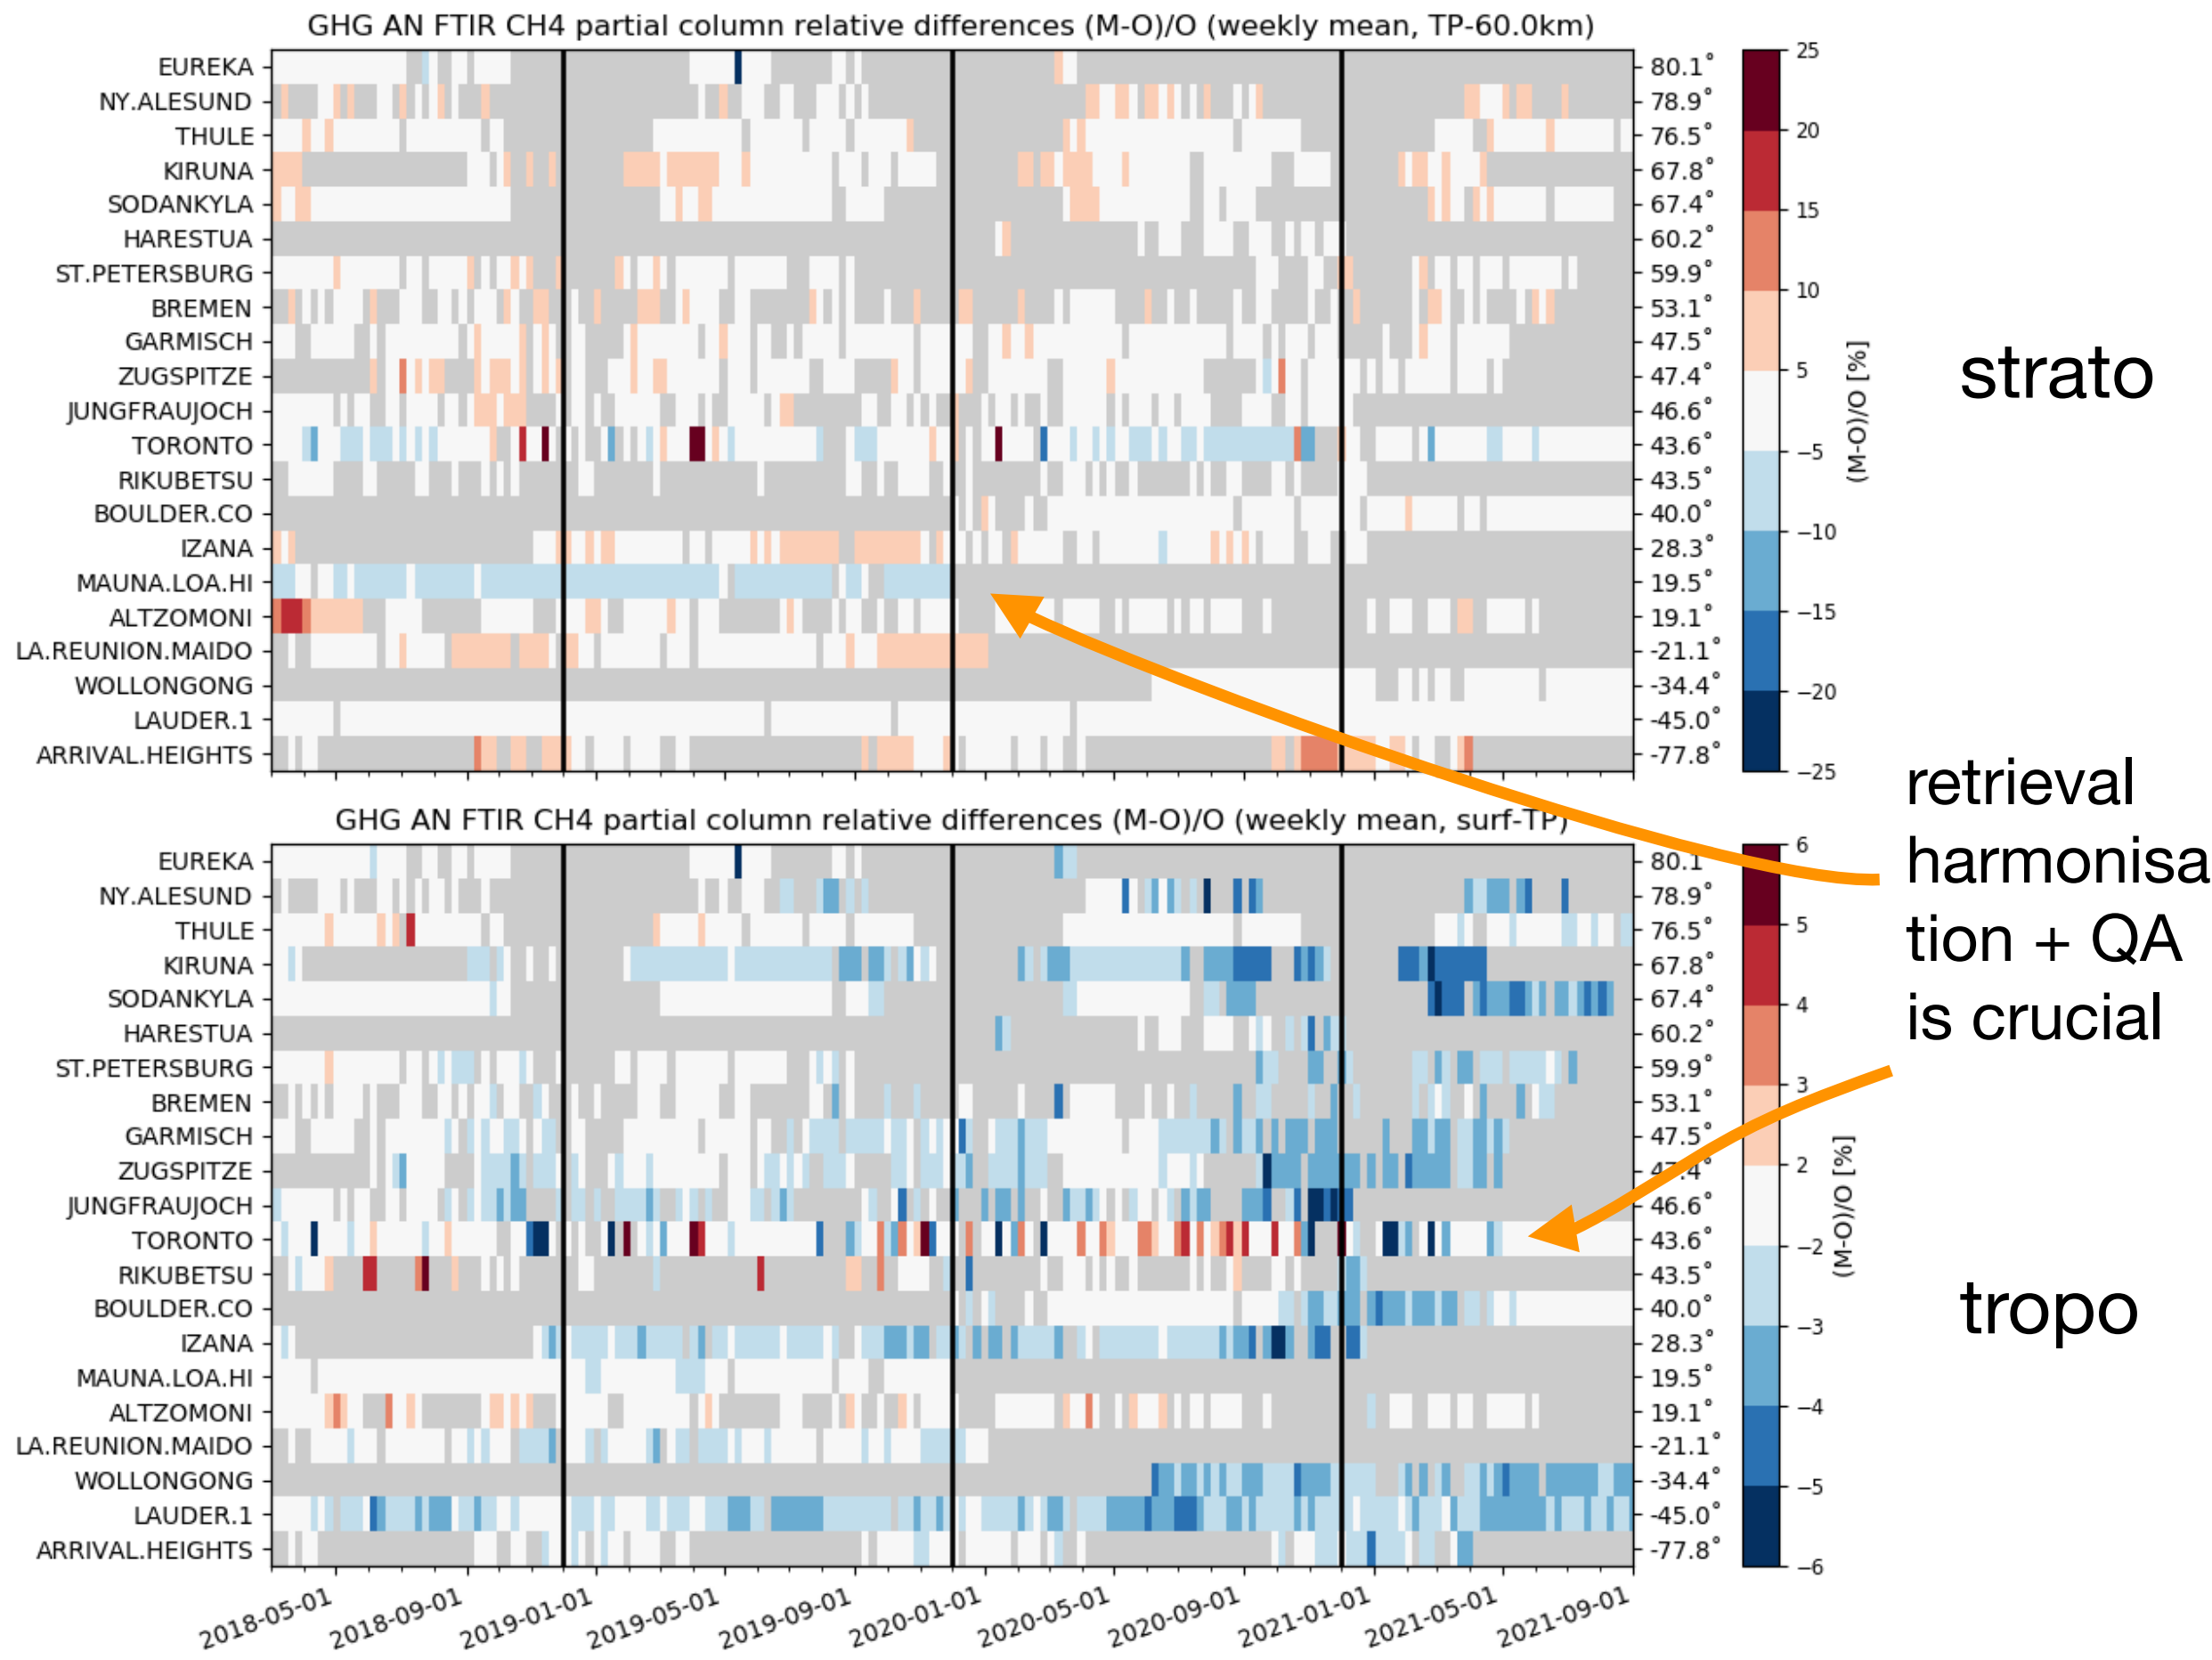 GHG AN FTIR CH4 partial column relative differences (M-O)/O (weekly mean, TP-60.0km)
EUREKA
NY.ALESUND
THULE
KIRUNA
SODANKYLA
HARESTUA
ST.PETERSBURG
BREMEN
GARMISCH
ZUGSPITZE
JUNGFRAUJOCH
TORONTO
RIKUBETSU
BOULDER.CO
IZANA
MAUNA.LOA.HI
ALTZOMONI
LA.REUNION.MAIDO
WOLLONGONG
LAUDER.1
ARRIVAL.HEIGHTS
80.1°
78.9°
76.5°
67.8°
67.4°
60.2°
59.9°
53.1°
47.5°
47.4°
46.6°
43.6°
43.5°
40.0°
28.3°
19.5°
19.1°
-21.1°
-34.4°
-45.0°
-77.8°
25
20
15
10
5
−5
−10
−15
−20
−25
(M-O)/O [%]
strato
retrieval
harmonisa
tion + QA
is crucial
GHG AN FTIR CH4 partial column relative differences (M-O)/O (weekly mean, surf-TP)
EUREKA
NY.ALESUND
THULE
KIRUNA
SODANKYLA
HARESTUA
ST.PETERSBURG
BREMEN
GARMISCH
ZUGSPITZE
JUNGFRAUJOCH
TORONTO
RIKUBETSU
BOULDER.CO
IZANA
MAUNA.LOA.HI
ALTZOMONI
LA.REUNION.MAIDO
WOLLONGONG
LAUDER.1
ARRIVAL.HEIGHTS
80.1
78.9°
76.5°
67.8°
67.4°
60.2°
59.9°
53.1°
47.5°
47.4°
46.6°
43.6°
43.5°
40.0°
28.3°
19.5°
19.1°
-21.1°
-34.4°
-45.0°
-77.8°
6
5
4
3
2
−2
−3
−4
−5
−6
(M-O)/O [%]
tropo
2018-05-01
2018-09-01
2019-01-01
2019-05-01
2019-09-01
2020-01-01
2020-05-01
2020-09-01
2021-01-01
2021-05-01
2021-09-01